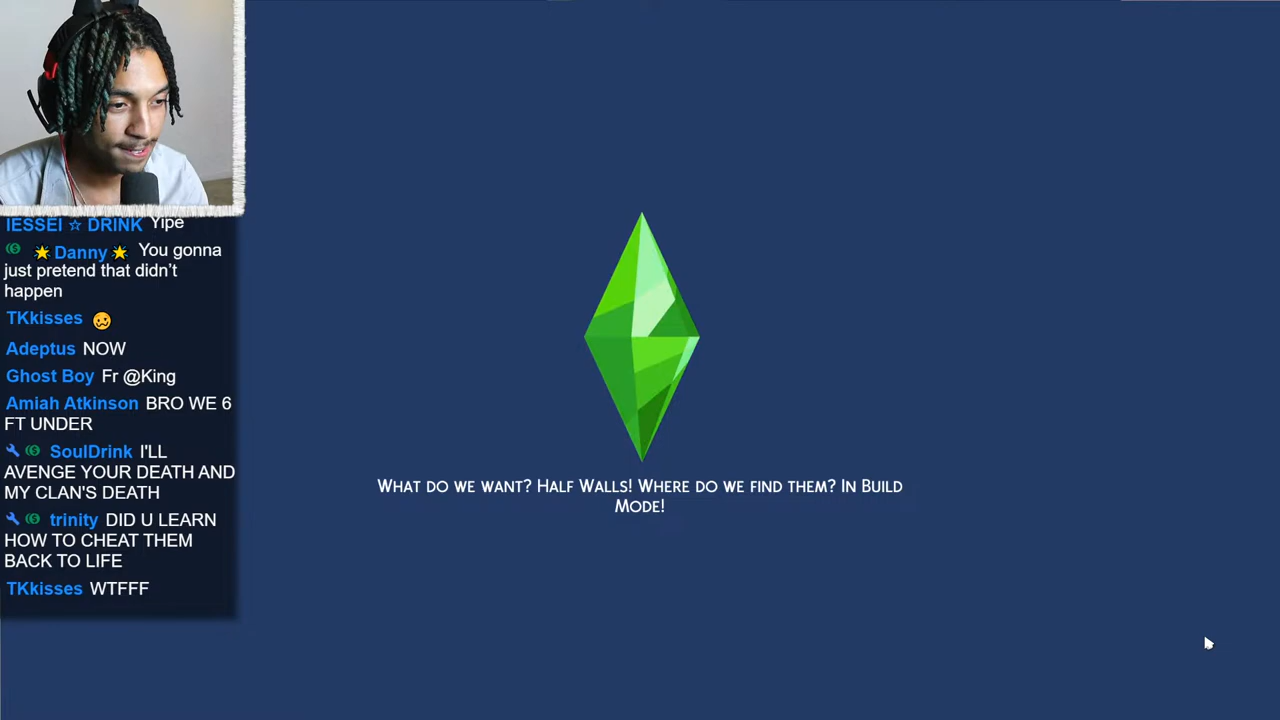 IESSEI ☆ DRINK Yipe
🌟Danny🌟 You gonna
just pretend that didn't
happen
TKkisses 🥴
Adeptus NOW
Ghost Boy Fr @King
Amiah Atkinson BRO WE 6
FT UNDER
SoulDrink I'LL
AVENGE YOUR DEATH AND
MY CLAN'S DEATH
trinity DID U LEARN
HOW TO CHEAT THEM
BACK TO LIFE
TKkisses WTFFF
What do we want? Half Walls! Where do we find them? In Build
Mode!